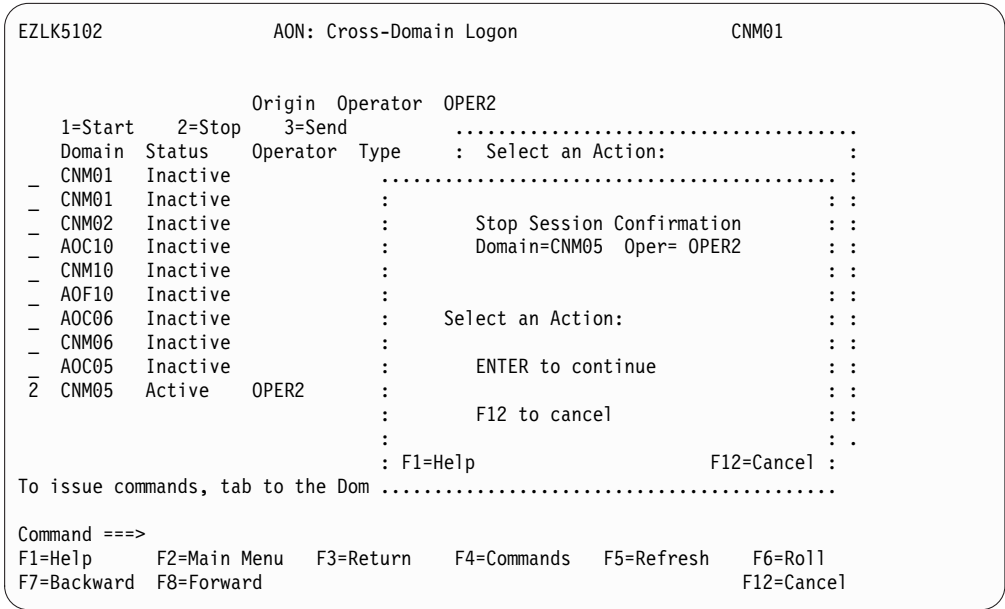 EZLK5102                AON: Cross-Domain Logon                    CNM01
                      Origin  Operator  OPER2
    1=Start   2=Stop    3=Send          .....................................
    Domain  Status    Operator  Type    :  Select an Action:                :
 _  CNM01   Inactive              .......................................... :
 _  CNM01   Inactive              :                                        : :
 _  CNM02   Inactive              :        Stop Session Confirmation       : :
 _  AOC10   Inactive              :        Domain=CNM05  Oper= OPER2       : :
 _  CNM10   Inactive              :                                        : :
 _  AOF10   Inactive              :                                        : :
 _  AOC06   Inactive              :     Select an Action:                  : :
 _  CNM06   Inactive              :                                        : :
 _  AOC05   Inactive              :        ENTER to continue               : :
 2  CNM05   Active    OPER2       :                                        : :
                                  :        F12 to cancel                   : :
                                  :                                        : .
                                  : F1=Help                    F12=Cancel :
To issue commands, tab to the Dom ..........................................
Command ===>
F1=Help      F2=Main Menu   F3=Return    F4=Commands   F5=Refresh    F6=Roll
F7=Backward  F8=Forward                                             F12=Cancel